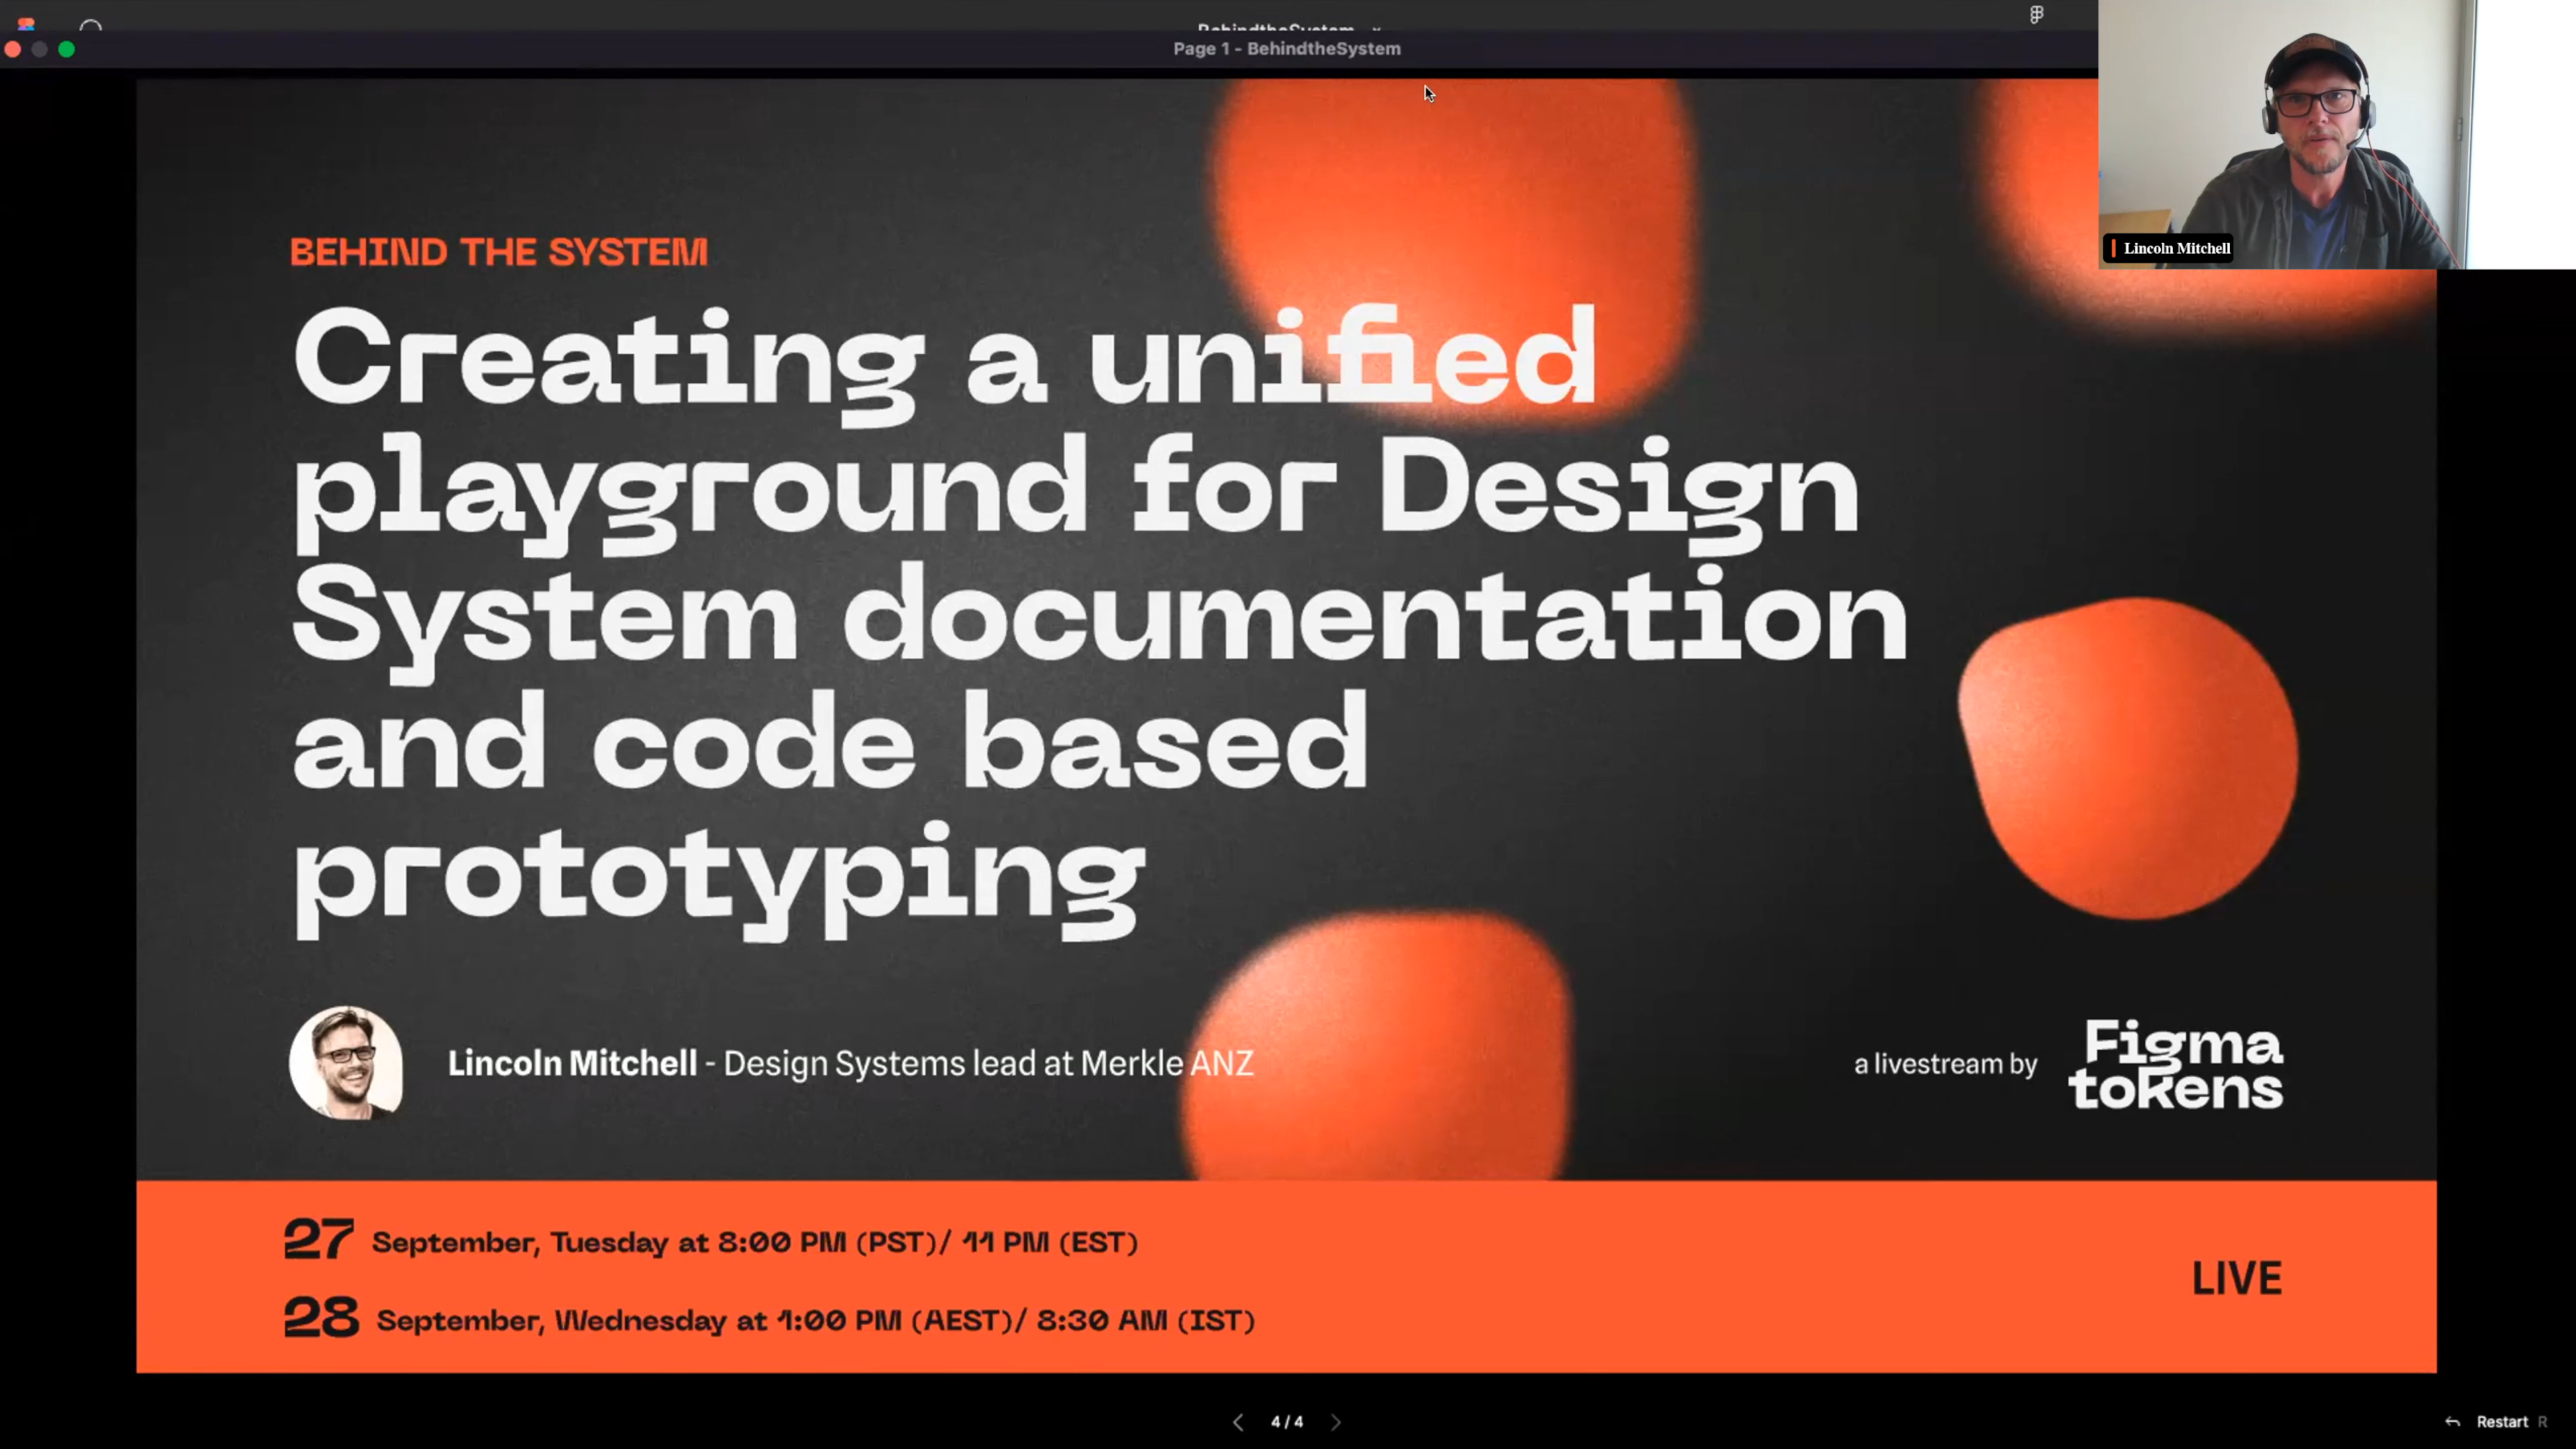 BehindtheSystem
Page 1 - BehindtheSystem
Lincoln Mitchell
BEHIND THE SYSTEM
Creating a unified
playground for Design
System documentation
and code based
prototyping
Lincoln Mitchell - Design Systems lead at Merkle ANZ
a livestream by
Figma
tokens
27 September, Tuesday at 8:00 PM (PST)/ 11 PM (EST)
28 September, Wednesday at 1:00 PM (AEST)/ 8:30 AM (IST)
LIVE
4 / 4
Restart R